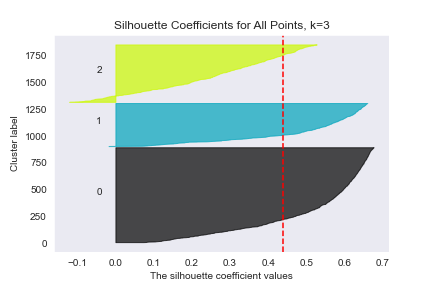 Silhouette Coefficients for All Points, k=3
Cluster label
1750
1500
1250
1000
750
500
250
0
2
1
0
−0.1 0.0 0.1 0.2 0.3 0.4 0.5 0.6 0.7
The silhouette coefficient values